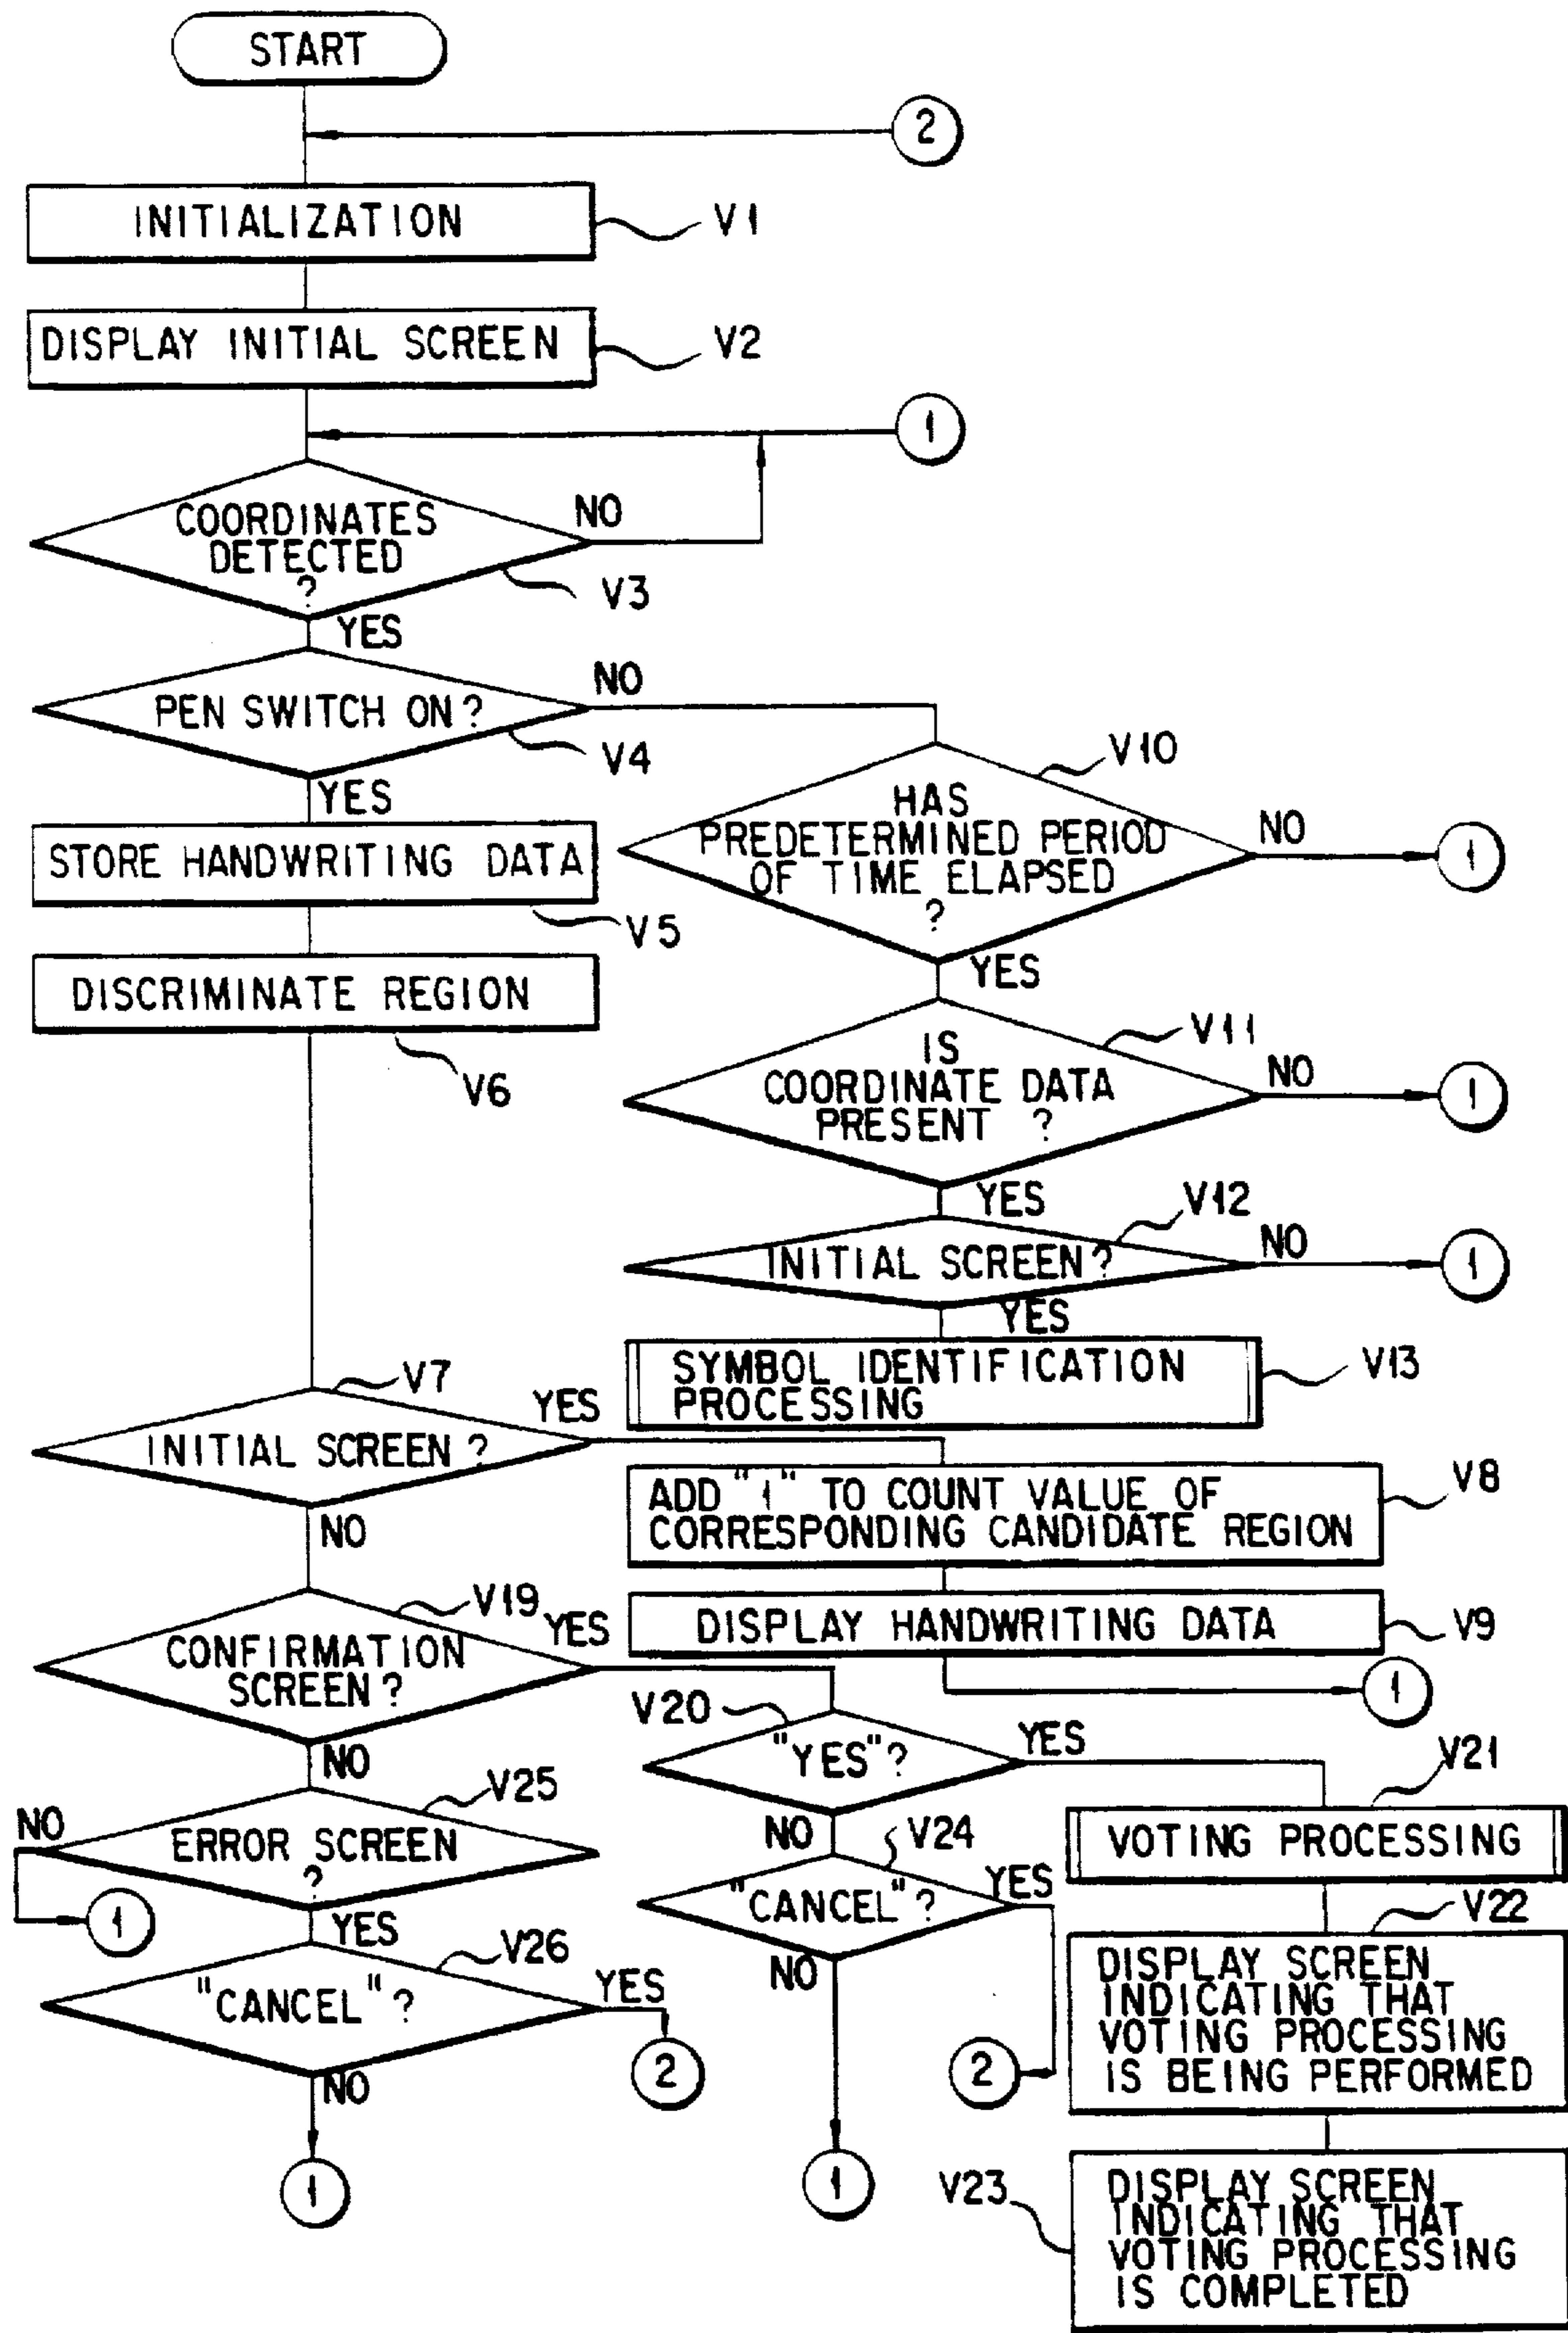 START
2
INITIALIZATION
V1
DISPLAY INITIAL SCREEN
V2
1
COORDINATES
DETECTED
?
NO
V3
YES
PEN SWITCH ON?
NO
V4
YES
V10
HAS
PREDETERMINED PERIOD
OF TIME ELAPSED
?
NO
1
STORE HANDWRITING DATA
V5
YES
DISCRIMINATE REGION
V6
V11
IS
COORDINATE DATA
PRESENT ?
NO
1
YES
V12
INITIAL SCREEN?
NO
1
YES
SYMBOL IDENTIFICATION
PROCESSING
V13
V7
INITIAL SCREEN?
YES
NO
ADD "1" TO COUNT VALUE OF
CORRESPONDING CANDIDATE REGION
V8
DISPLAY HANDWRITING DATA
V9
1
V19
CONFIRMATION
SCREEN?
YES
NO
V20
"YES"?
YES
NO
V21
VOTING PROCESSING
V25
ERROR SCREEN
?
NO
1
YES
V24
"CANCEL"?
YES
2
NO
1
V22
DISPLAY SCREEN
INDICATING THAT
VOTING PROCESSING
IS BEING PERFORMED
V26
"CANCEL"?
YES
2
NO
1
V23
DISPLAY SCREEN
INDICATING THAT
VOTING PROCESSING
IS COMPLETED